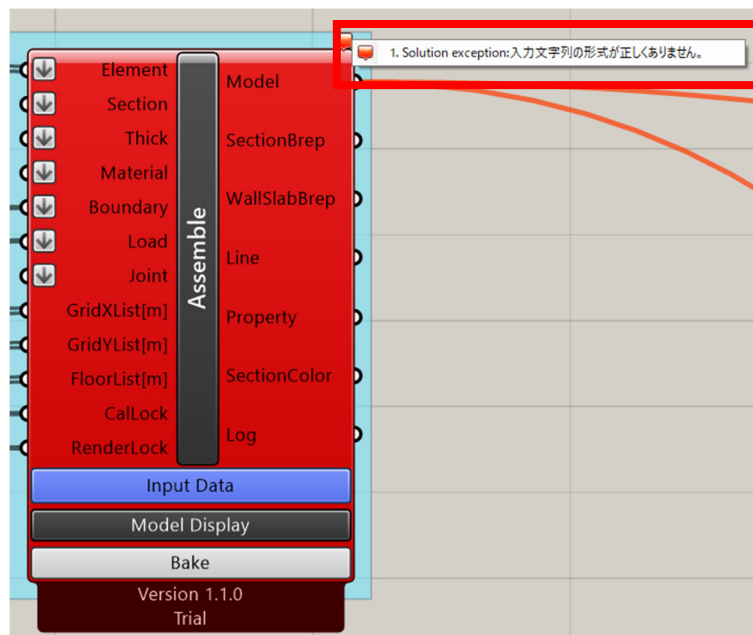 1. Solution exception:入力文字列の形式が正しくありません。
Element
Section
Thick
Material
Boundary
Load
Joint
GridXList[m]
GridYList[m]
FloorList[m]
CalLock
RenderLock
Assemble
Model
SectionBrep
WallSlabBrep
Line
Property
SectionColor
Log
Input Data
Model Display
Bake
Version 1.1.0
Trial